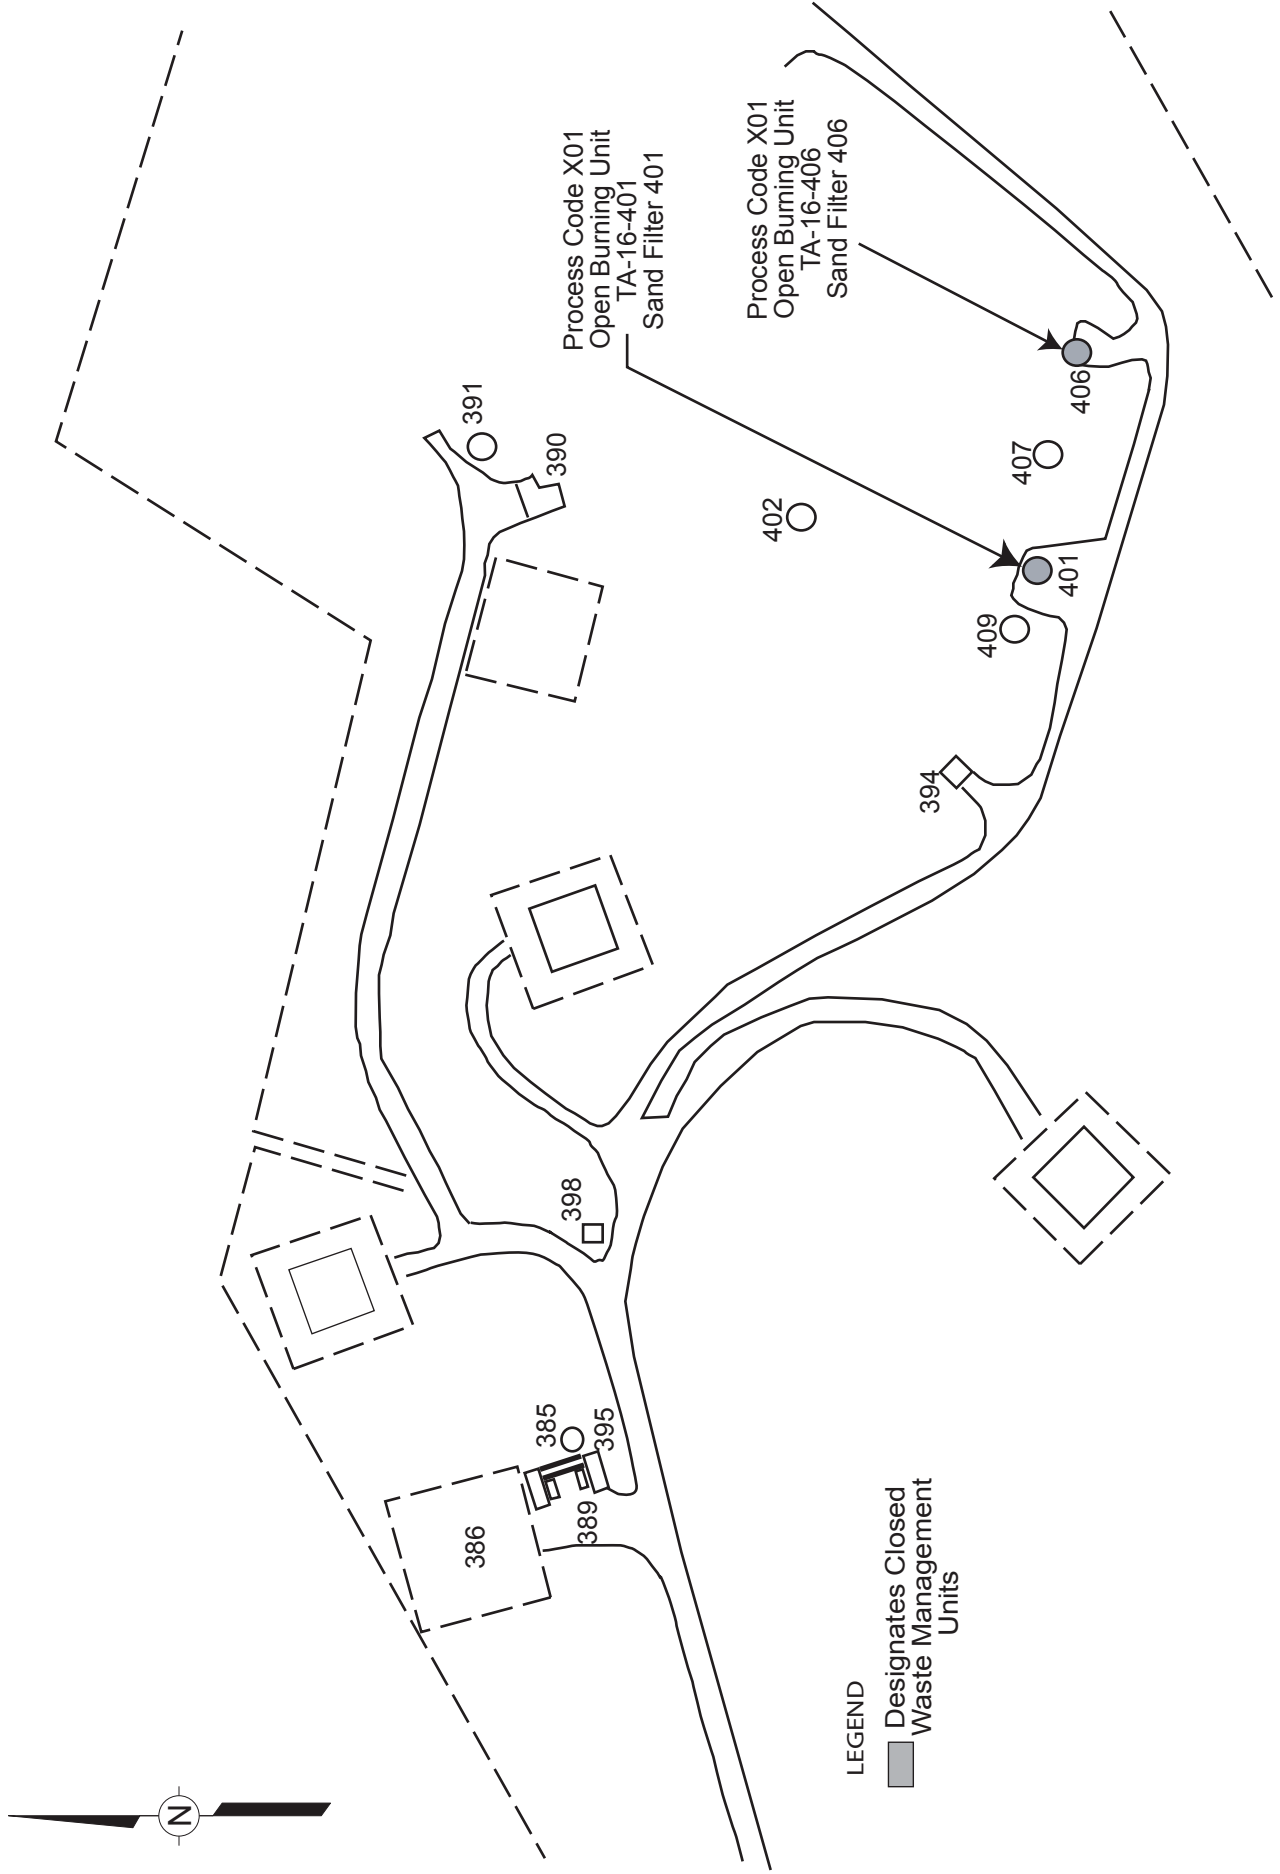 Process Code X01
Open Burning Unit
TA-16-401
Sand Filter 401
Process Code X01
Open Burning Unit
TA-16-406
Sand Filter 406
391
390
402
406
407
401
409
394
398
385
395
389
386
LEGEND
Designates Closed
Waste Management
Units
N